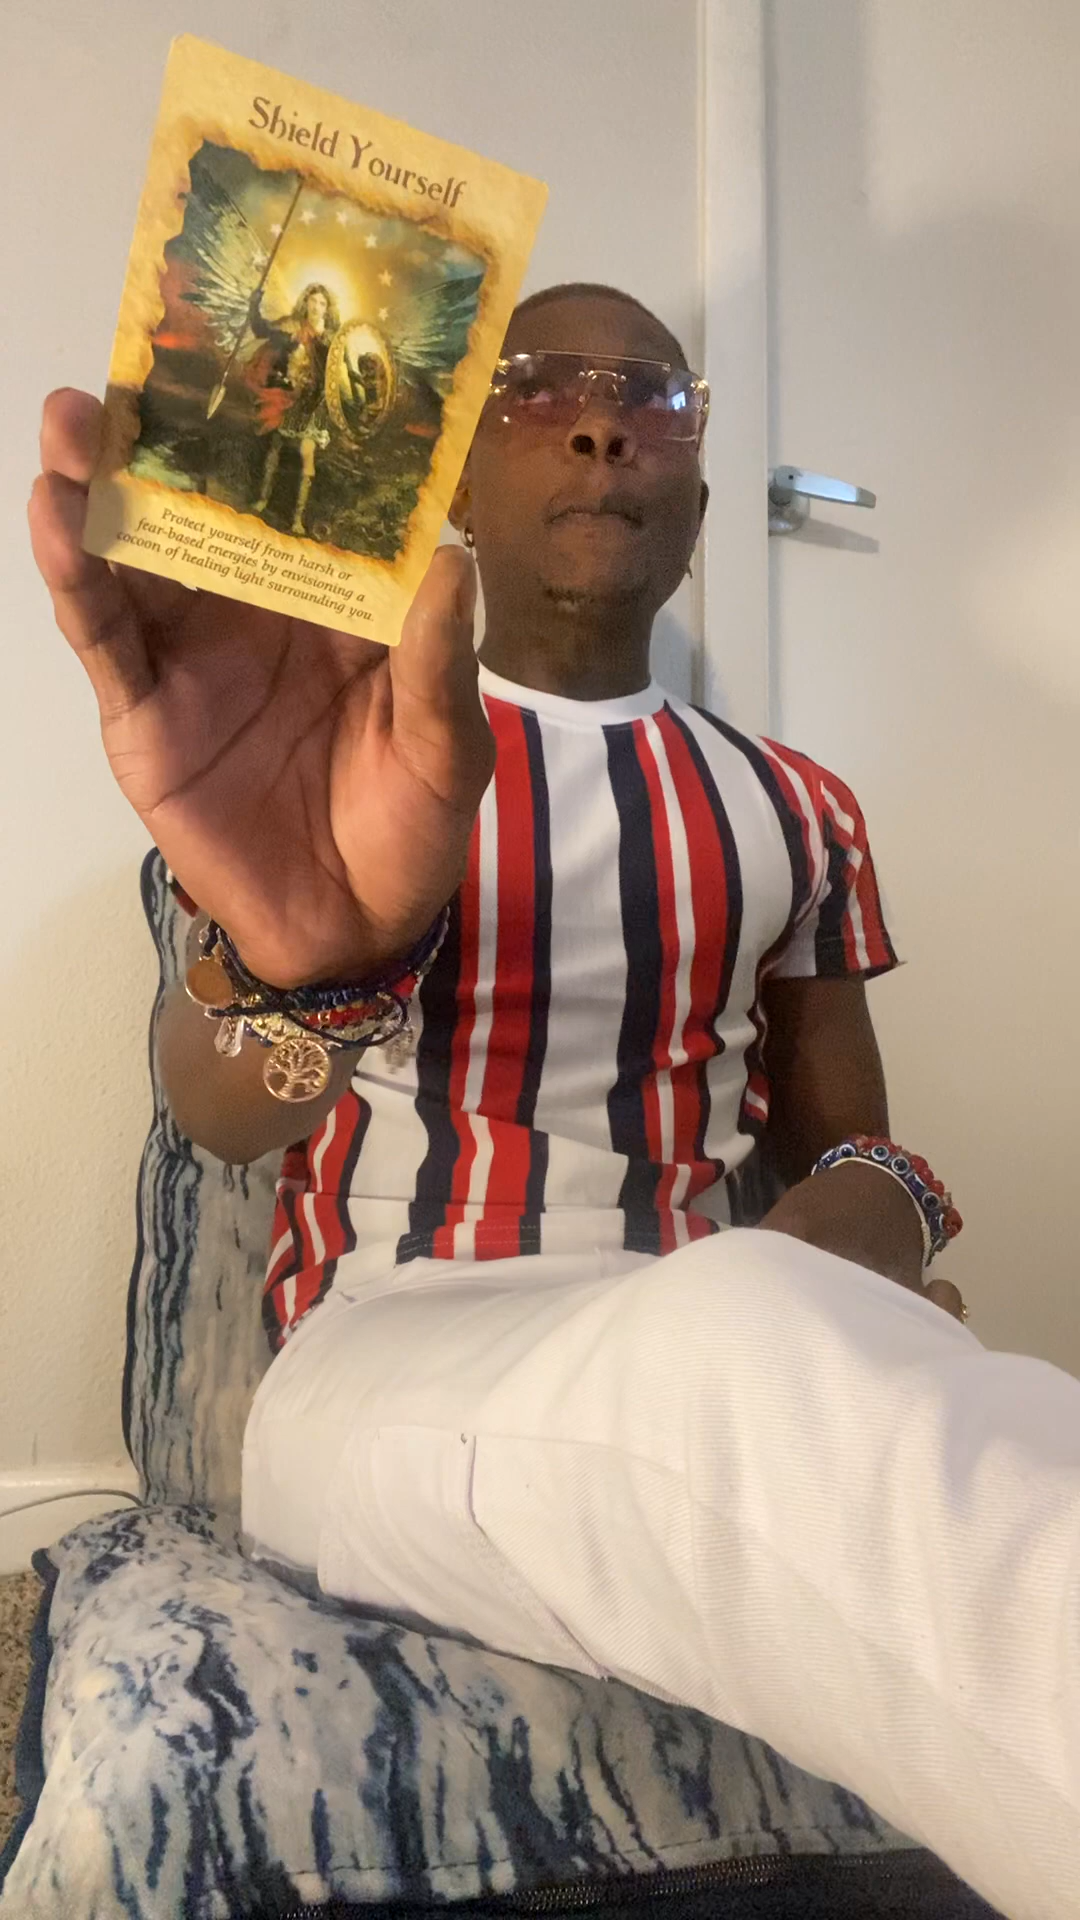 Shield Yourself
Protect yourself from harsh or
fear-based energies by envisioning a
cocoon of healing light surrounding you.